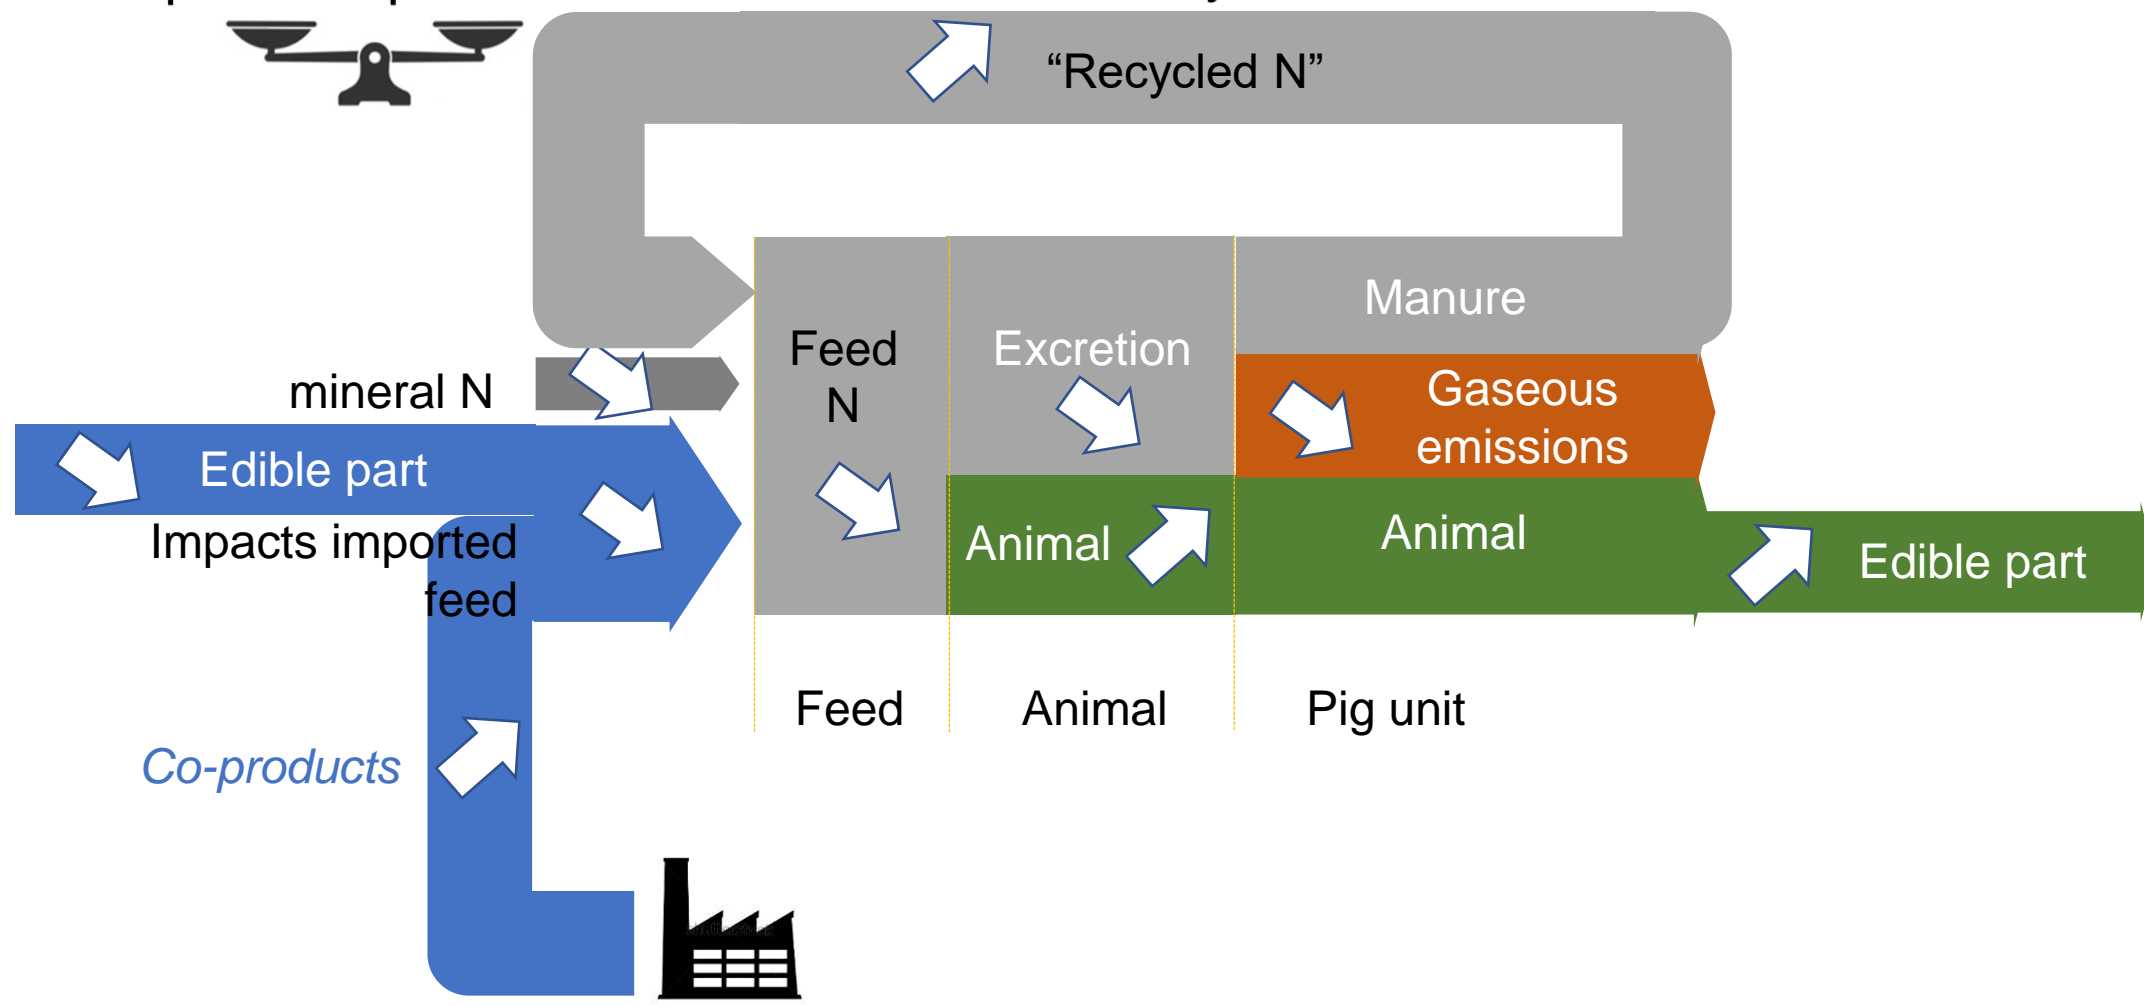 “Recycled N”
Manure
Feed
N
Excretion
Gaseous
emissions
mineral N
Edible part
Impacts imported
feed
Animal
Animal
Edible part
Feed
Animal
Pig unit
Co-products